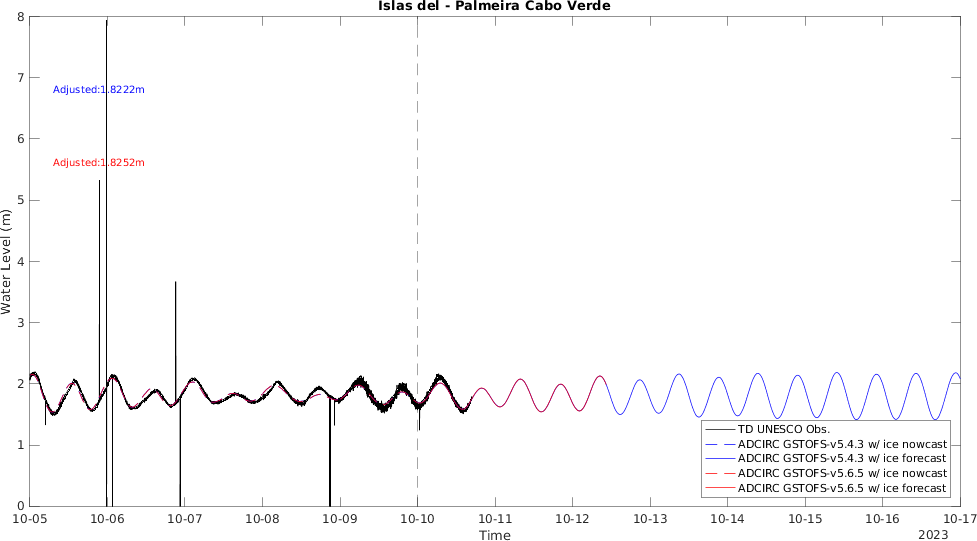 Islas del - Palmeira Cabo Verde
8
7
6
5
4
3
2
1
0
Water Level (m)
Adjusted:1.8222m
Adjusted:1.8252m
TD UNESCO Obs.
ADCIRC GSTOFS-v5.4.3 w/ ice nowcast
ADCIRC GSTOFS-v5.4.3 w/ ice forecast
ADCIRC GSTOFS-v5.6.5 w/ ice nowcast
ADCIRC GSTOFS-v5.6.5 w/ ice forecast
10-05 10-06 10-07 10-08 10-09 10-10 10-11 10-12 10-13 10-14 10-15 10-16 10-17
Time
2023